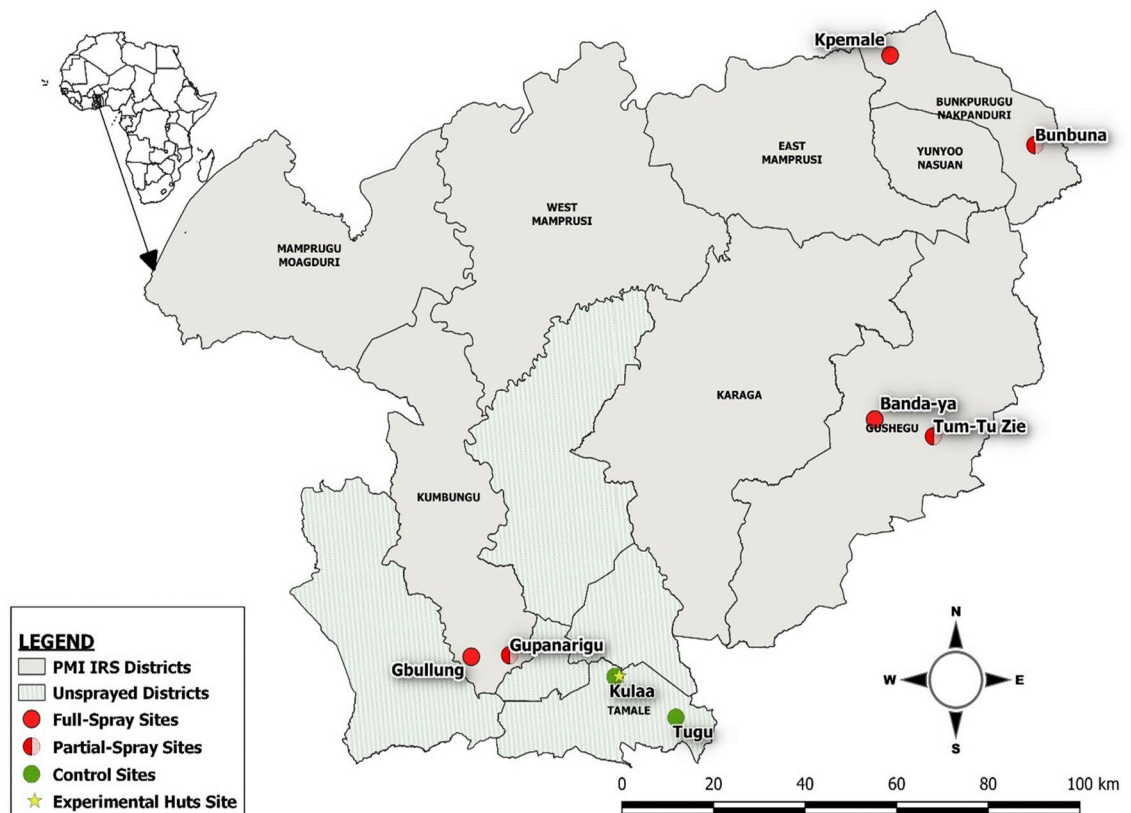 Kpemale
BUNKPURUGU
NAKPANDURI
Bunbuna
EAST
MAMPRUSI
YUNYOO
NASUAN
WEST
MAMPRUSI
MAMPRUGU
MOAGDURI
KARAGA
Banda-ya
GUSHEGU
Tum-Tu Zie
KUMBUNGU
Gupanarigu
Gbullung
Kulaa
TAMALE
Tugu
LEGEND
PMI IRS Districts
Unsprayed Districts
Full-Spray Sites
Partial-Spray Sites
Control Sites
Experimental Huts Site
N
W E
S
0 20 40 60 80 100 km